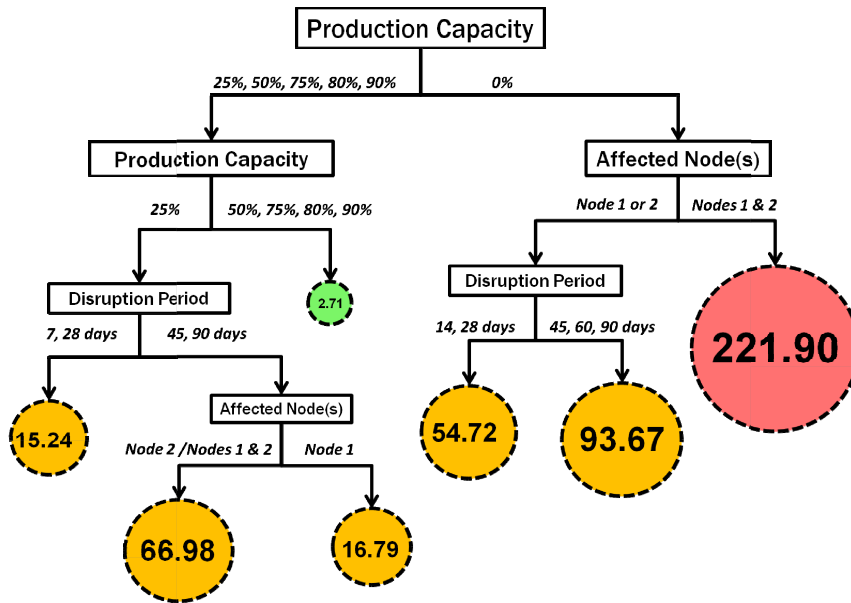 Production Capacity
25%, 50%, 75%, 80%, 90%
0%
Production Capacity
Affected Node(s)
25%
50%, 75%, 80%, 90%
Node 1 or 2
Nodes 1 & 2
Disruption Period
2.71
Disruption Period
221.90
7, 28 days
45, 90 days
14, 28 days
45, 60, 90 days
15.24
Affected Node(s)
54.72
93.67
Node 2 /Nodes 1 & 2
Node 1
66.98
16.79